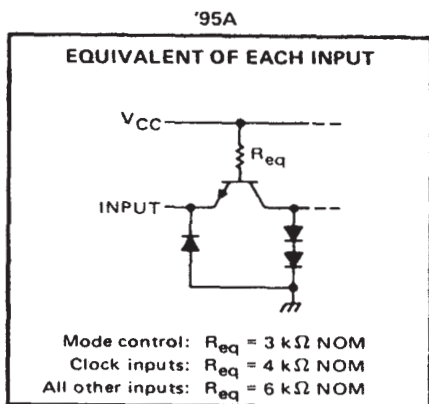 '95A
EQUIVALENT OF EACH INPUT
VCC
Req
INPUT
Mode control: Req = 3 kΩ NOM
Clock inputs: Req = 4 kΩ NOM
All other inputs: Req = 6 kΩ NOM